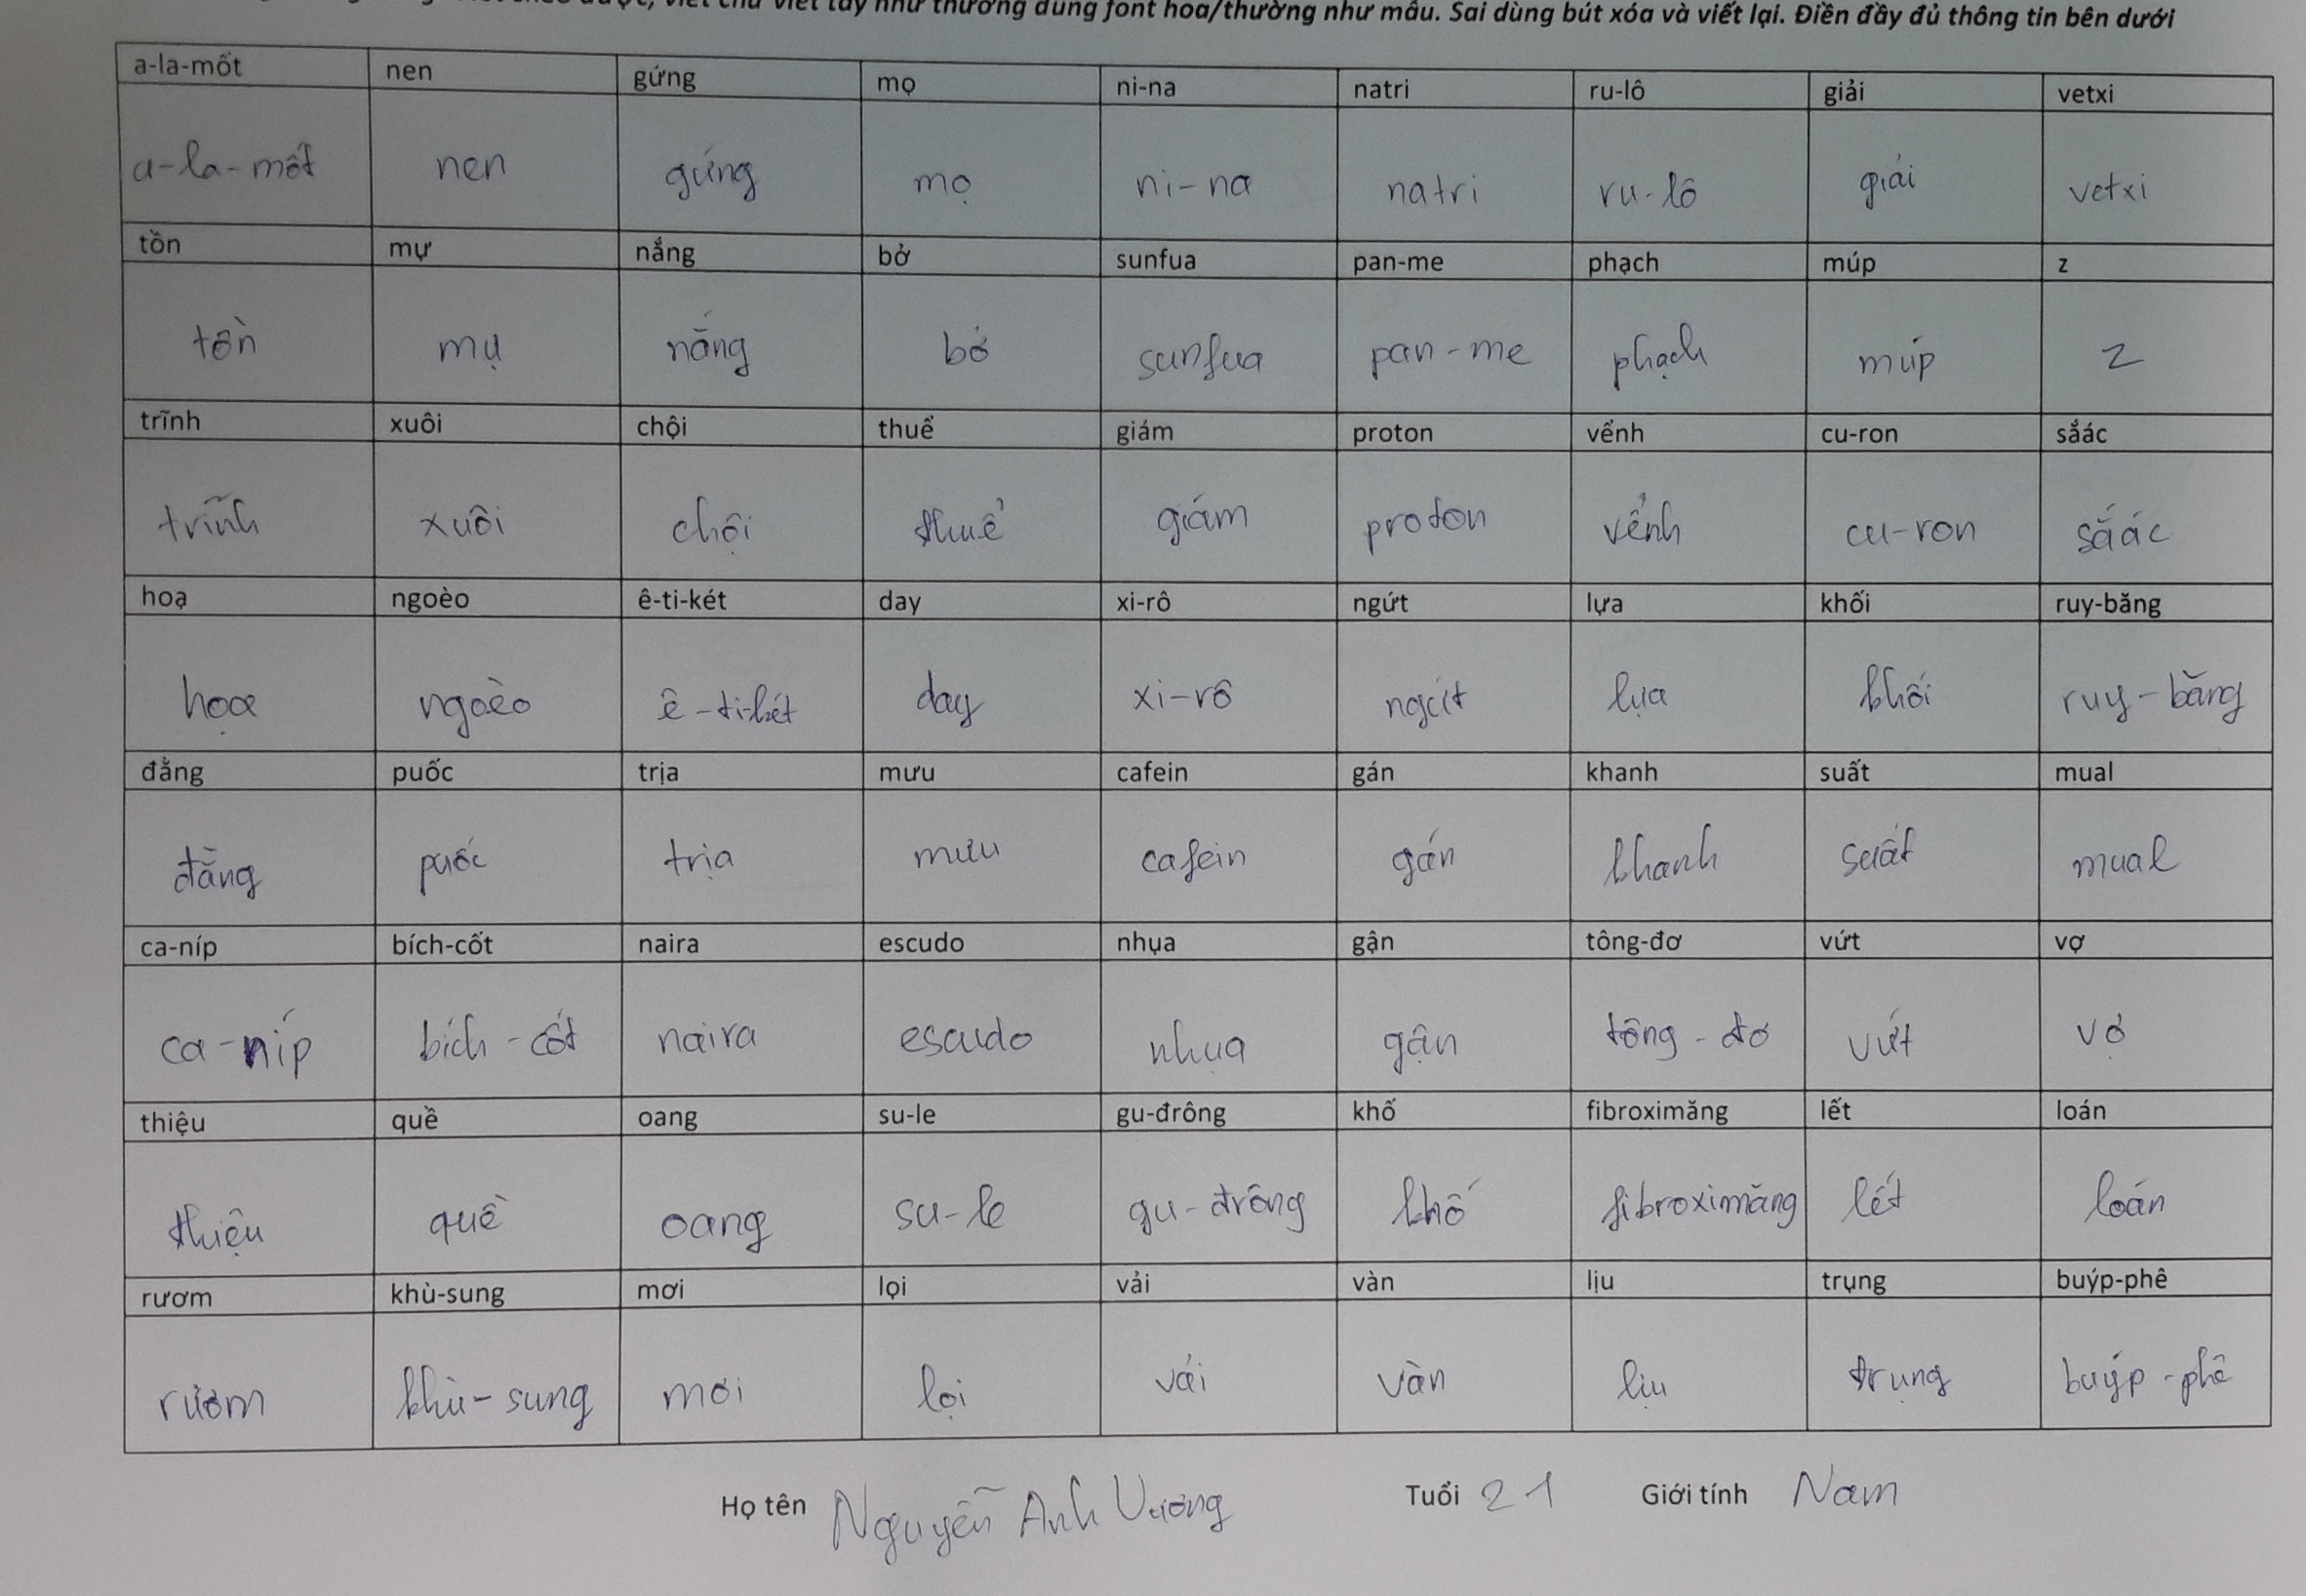 viết chữ viết tay như thường dùng font hoa/thường như mẫu. Sai dùng bút xóa và viết lại. Điền đầy đủ thông tin bên dưới
a-la-mốt nen gứng mọ ni-na natri ru-lô giải vetxi
a-la-mốt nen gứng mọ ni-na natri ru-lô giải vetxi
tồn mự nắng bở sunfua pan-me phạch múp z
tồn mự nắng bở sunfua pan-me phạch múp z
trĩnh xuôi chội thuể giám proton vểnh cu-ron sắác
trĩnh xuôi chội thuể giám proton vểnh cu-ron sắác
hoạ ngoèo ê-ti-két day xi-rô ngứt lựa khối ruy-băng
họa ngoèo ê-ti-két day xi-rô ngứt lựa khối ruy-băng
đằng puốc trịa mưu cafein gán khanh suất mual
đằng puốc trịa mưu cafein gán khanh suất mual
ca-níp bích-cốt naira escudo nhụa gận tông-đơ vứt vợ
ca-níp bích-cốt naira escudo nhụa gận tông-đơ vứt vợ
thiệu quề oang su-le gu-đrông khố fibroximăng lết loán
thiệu quề oang su-le gu-đrông khố fibroximăng lết loán
rươm khù-sung mơi lọi vải vàn lịu trụng buýp-phê
rươm khù-sung mơi lọi vải vàn lịu trụng buýp-phê
Họ tên Nguyễn Anh Vương Tuổi 21 Giới tính Nam